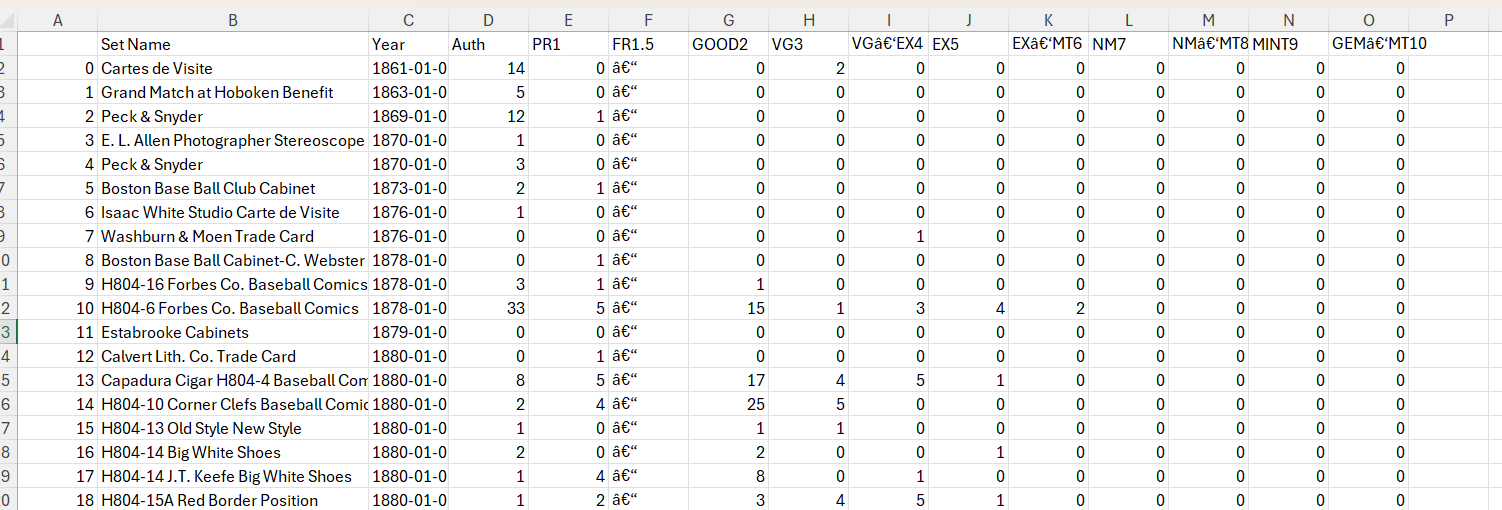 A B C D E F G H I J K L M N O P
1 Set Name Year Auth PR1 FR1.5 GOOD2 VG3 VGâ€‘EX4 EX5 EXâ€‘MT6 NM7 NMâ€‘MT8 MINT9 GEMâ€‘MT10
2 0 Cartes de Visite 1861-01-0 14 0 â€“ 0 2 0 0 0 0 0 0 0
3 1 Grand Match at Hoboken Benefit 1863-01-0 5 0 â€“ 0 0 0 0 0 0 0 0 0
4 2 Peck & Snyder 1869-01-0 12 1 â€“ 0 0 0 0 0 0 0 0 0
5 3 E. L. Allen Photographer Stereoscope 1870-01-0 1 0 â€“ 0 0 0 0 0 0 0 0 0
6 4 Peck & Snyder 1870-01-0 3 0 â€“ 0 0 0 0 0 0 0 0 0
7 5 Boston Base Ball Club Cabinet 1873-01-0 2 1 â€“ 0 0 0 0 0 0 0 0 0
8 6 Isaac White Studio Carte de Visite 1876-01-0 1 0 â€“ 0 0 0 0 0 0 0 0 0
9 7 Washburn & Moen Trade Card 1876-01-0 0 0 â€“ 0 0 1 0 0 0 0 0 0
0 8 Boston Base Ball Cabinet-C. Webster 1878-01-0 0 1 â€“ 0 0 0 0 0 0 0 0 0
1 9 H804-16 Forbes Co. Baseball Comics 1878-01-0 3 1 â€“ 1 0 0 0 0 0 0 0 0
2 10 H804-6 Forbes Co. Baseball Comics 1878-01-0 33 5 â€“ 15 1 3 4 2 0 0 0 0
3 11 Estabrooke Cabinets 1879-01-0 0 0 â€“ 0 0 0 0 0 0 0 0 0
4 12 Calvert Lith. Co. Trade Card 1880-01-0 0 1 â€“ 0 0 0 0 0 0 0 0 0
5 13 Capadura Cigar H804-4 Baseball Com 1880-01-0 8 5 â€“ 17 4 5 1 0 0 0 0 0
6 14 H804-10 Corner Clefs Baseball Comic 1880-01-0 2 4 â€“ 25 5 0 0 0 0 0 0 0
7 15 H804-13 Old Style New Style 1880-01-0 1 0 â€“ 1 1 0 0 0 0 0 0 0
8 16 H804-14 Big White Shoes 1880-01-0 2 0 â€“ 2 0 0 1 0 0 0 0 0
9 17 H804-14 J.T. Keefe Big White Shoes 1880-01-0 1 4 â€“ 8 0 1 0 0 0 0 0 0
0 18 H804-15A Red Border Position 1880-01-0 1 2 â€“ 3 4 5 1 0 0 0 0 0